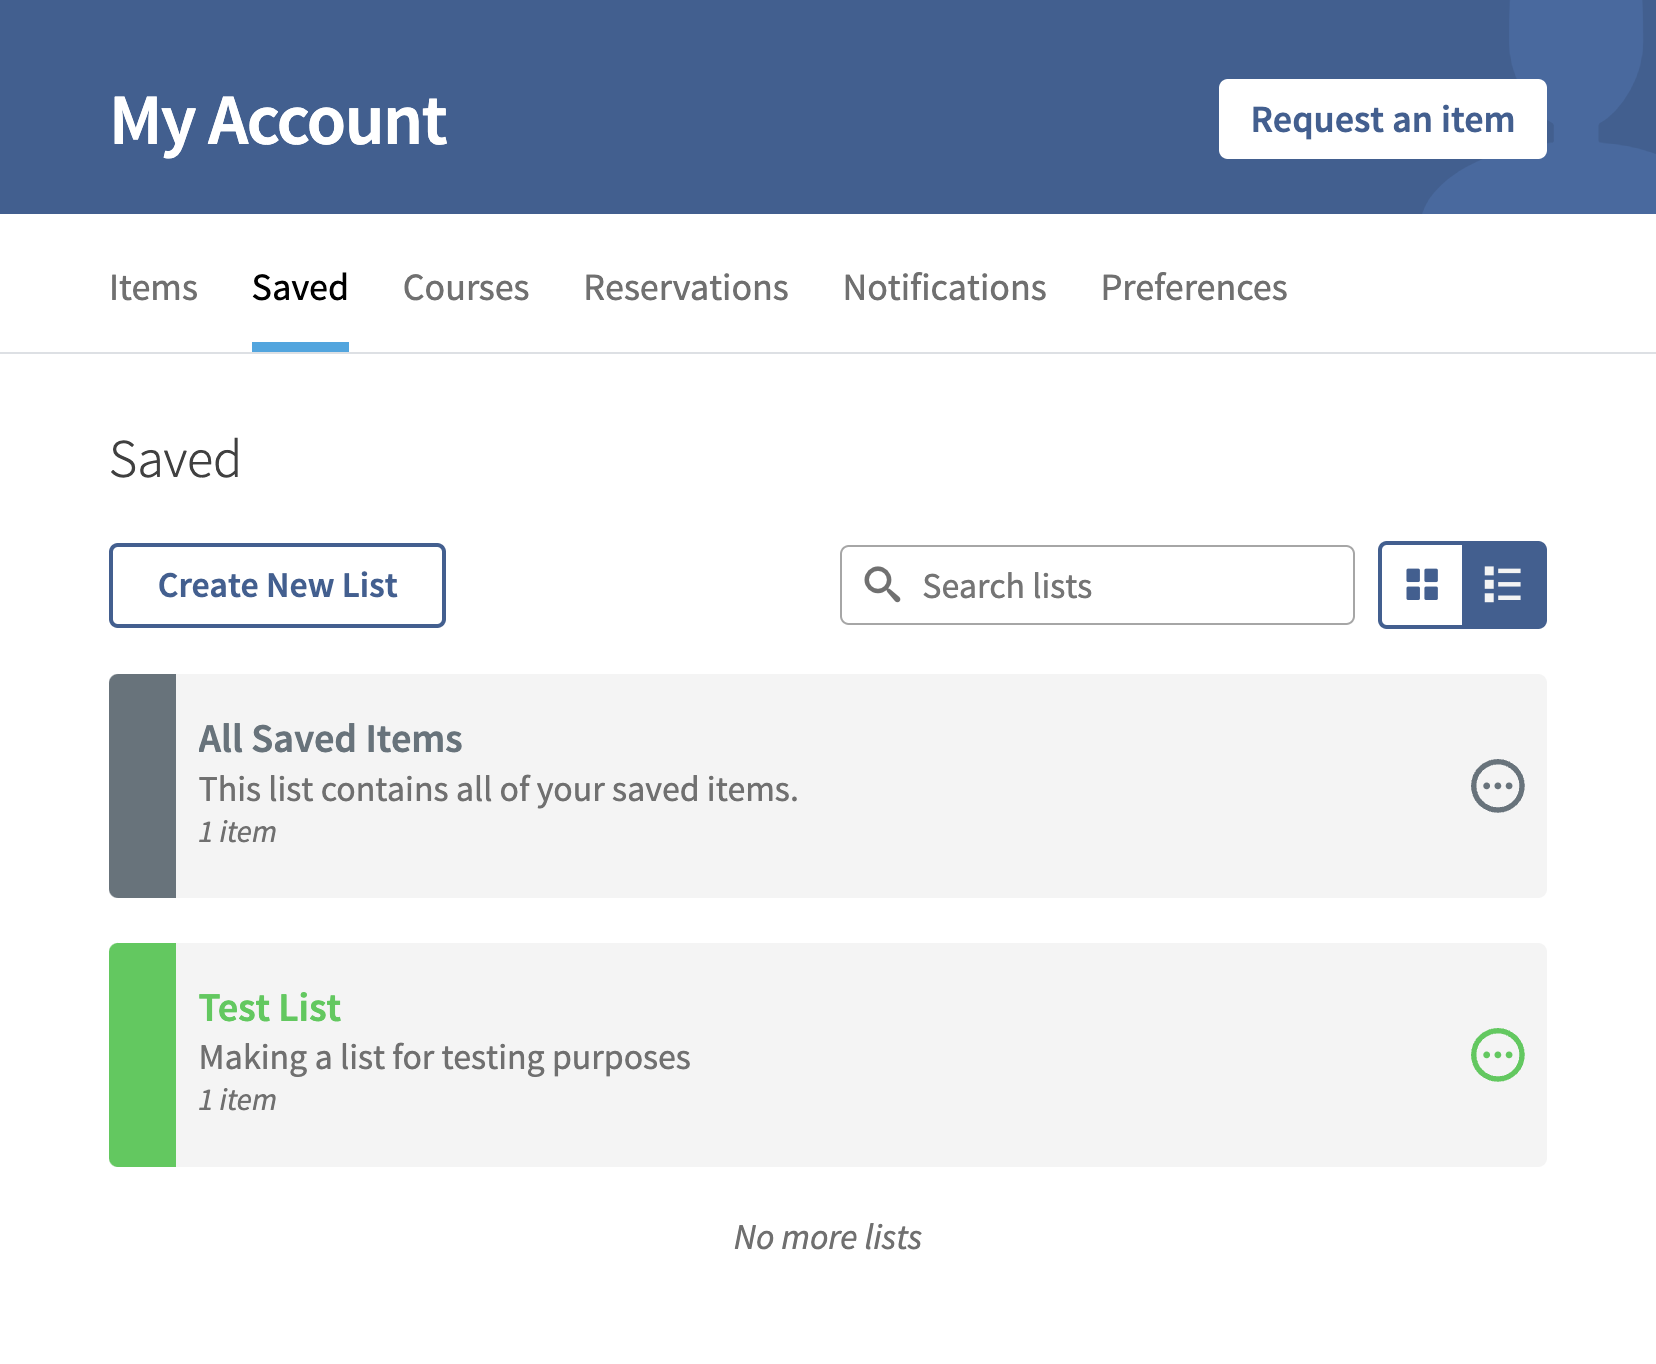 My Account
Request an item
Items Saved Courses Reservations Notifications Preferences
Saved
Create New List
Search lists
All Saved Items
This list contains all of your saved items.
1 item
Test List
Making a list for testing purposes
1 item
No more lists